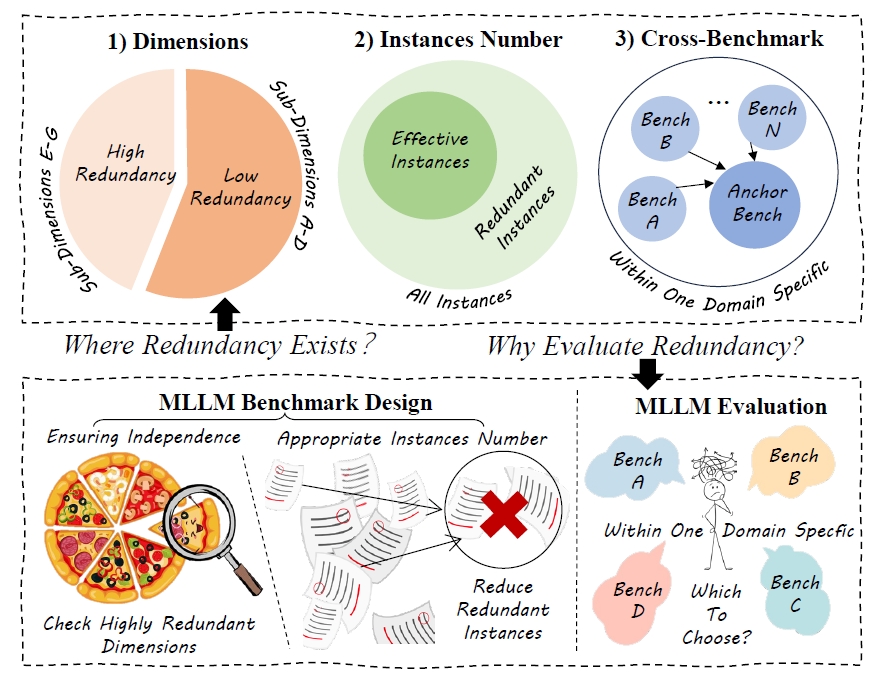 1) Dimensions
High
Redundancy
Low
Redundancy
Sub-Dimensions E-G
Sub-Dimensions A-D
2) Instances Number
Effective
Instances
Redundant
Instances
All Instances
3) Cross-Benchmark
Bench
B
...
Bench
N
Bench
A
Anchor
Bench
Within One Domain Specific
Where Redundancy Exists?
Why Evaluate Redundancy?
MLLM Benchmark Design
Ensuring Independence
Check Highly Redundant
Dimensions
Appropriate Instances Number
Reduce
Redundant
Instances
MLLM Evaluation
Bench
A
Bench
B
Within One Domain Specfic
Bench
D
Which
To
Choose?
Bench
C